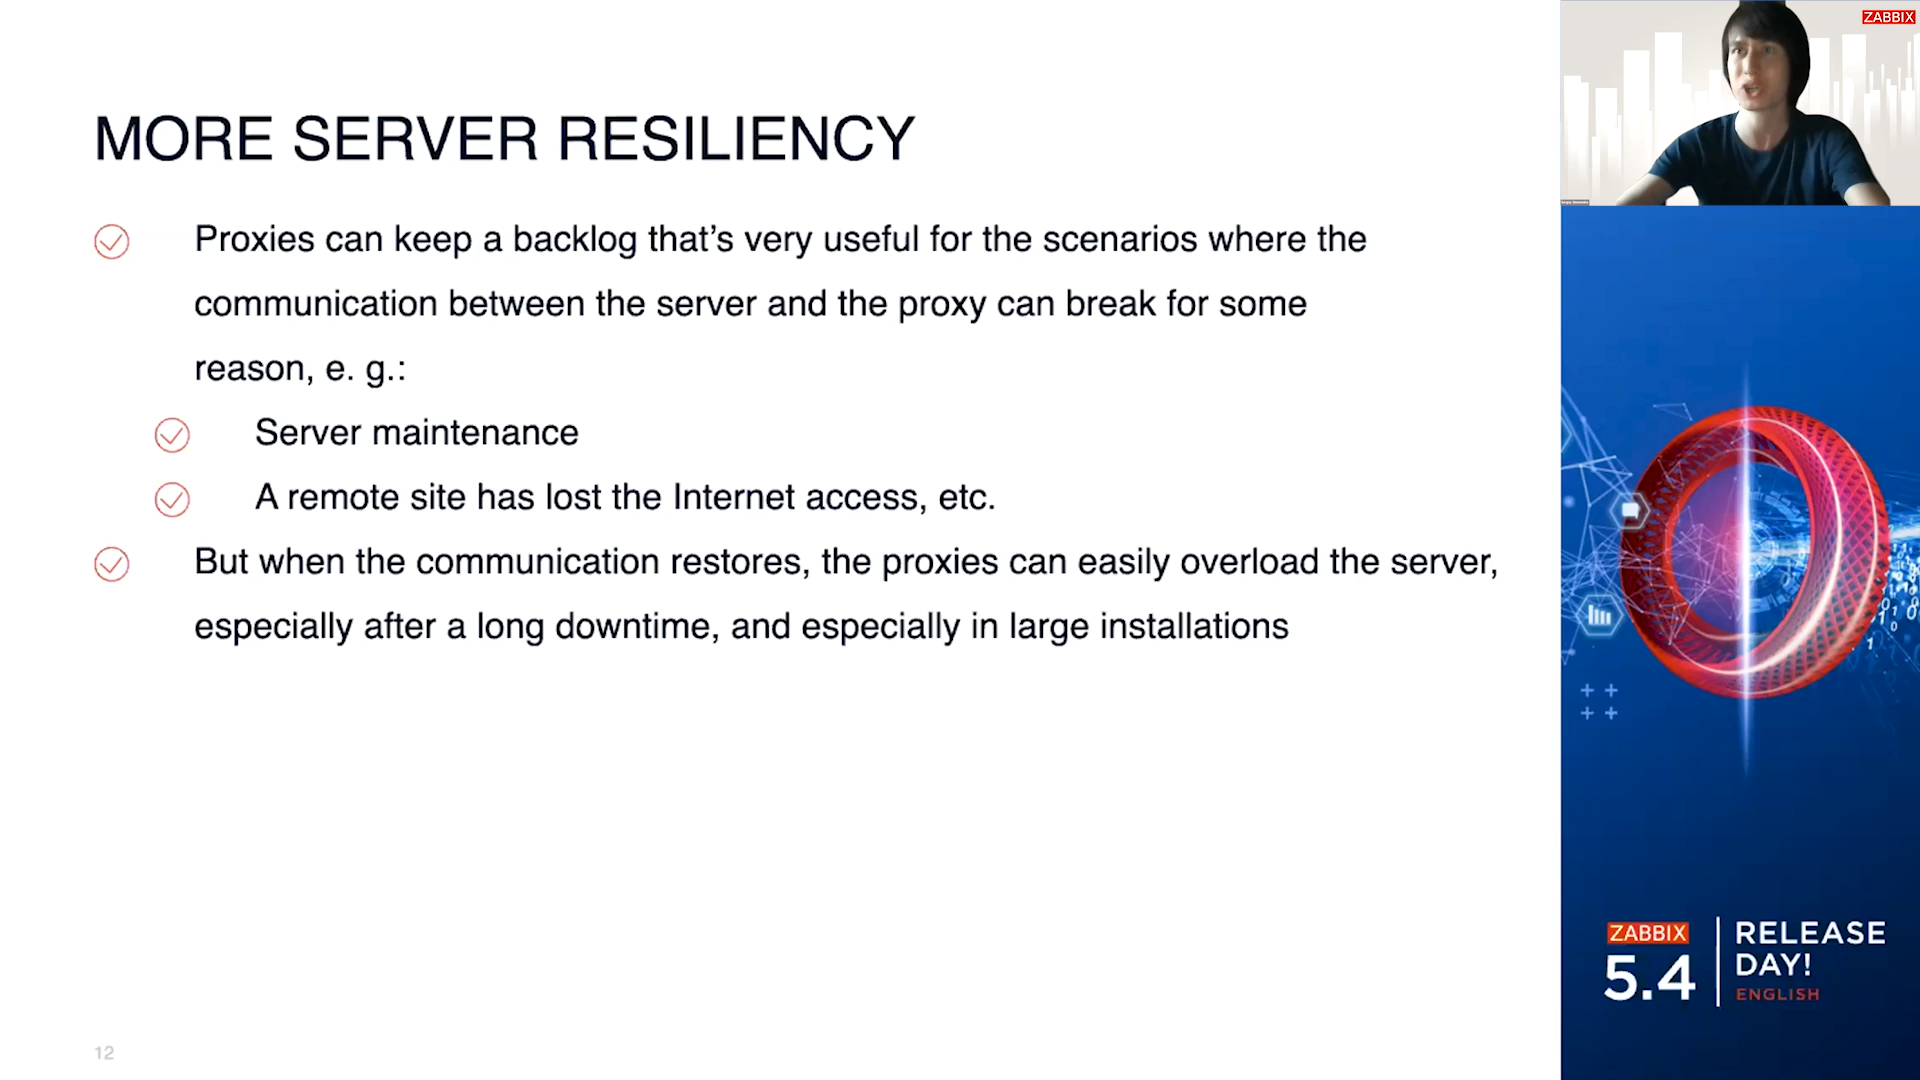 MORE SERVER RESILIENCY
Proxies can keep a backlog that’s very useful for the scenarios where the
communication between the server and the proxy can break for some
reason, e. g.:
Server maintenance
A remote site has lost the Internet access, etc.
But when the communication restores, the proxies can easily overload the server,
especially after a long downtime, and especially in large installations
12
ZABBIX
ZABBIX
5.4
RELEASE
DAY!
ENGLISH